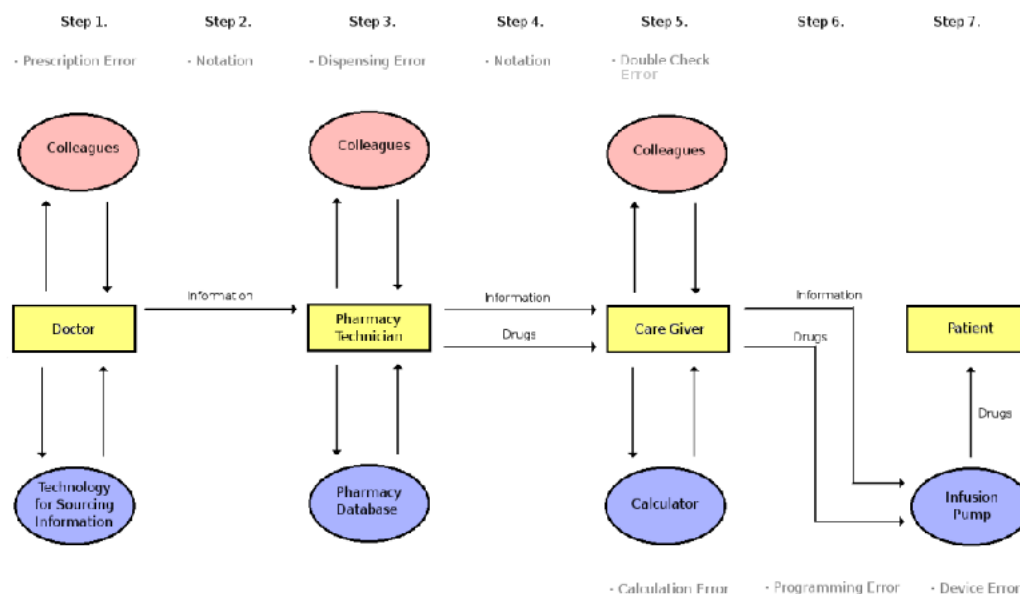 Step 1.
Step 2.
Step 3.
Step 4.
Step 5.
Step 6.
Step 7.
- Prescription Error
- Notation
- Dispensing Error
- Notation
- Double Check
Error
Colleagues
Colleagues
Colleagues
Information
Information
Information
Doctor
Pharmacy
Technician
Drugs
Care Giver
Drugs
Patient
Drugs
Technology
for Sourcing
Information
Pharmacy
Database
Calculator
Infusion
Pump
- Calculation Error
- Programming Error
- Device Error